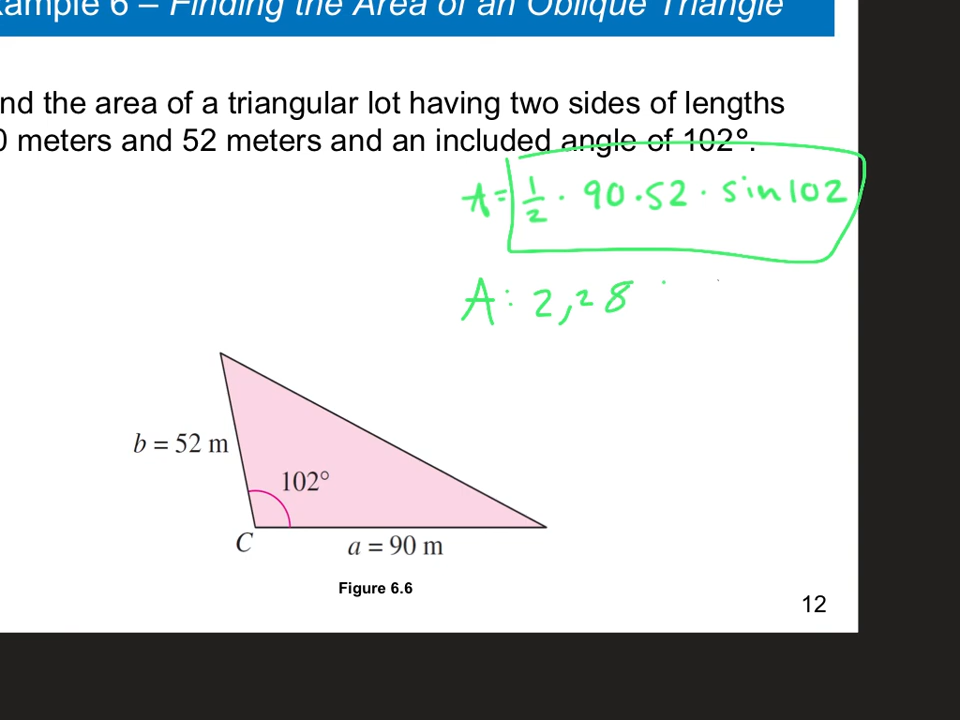 ample 6 – Finding the Area of an Oblique Triangle
nd the area of a triangular lot having two sides of lengths
0 meters and 52 meters and an included angle of 102°.
A = 1/2 · 90 · 52 · sin 102
A : 2,28
b = 52 m
102°
C
a = 90 m
Figure 6.6
12